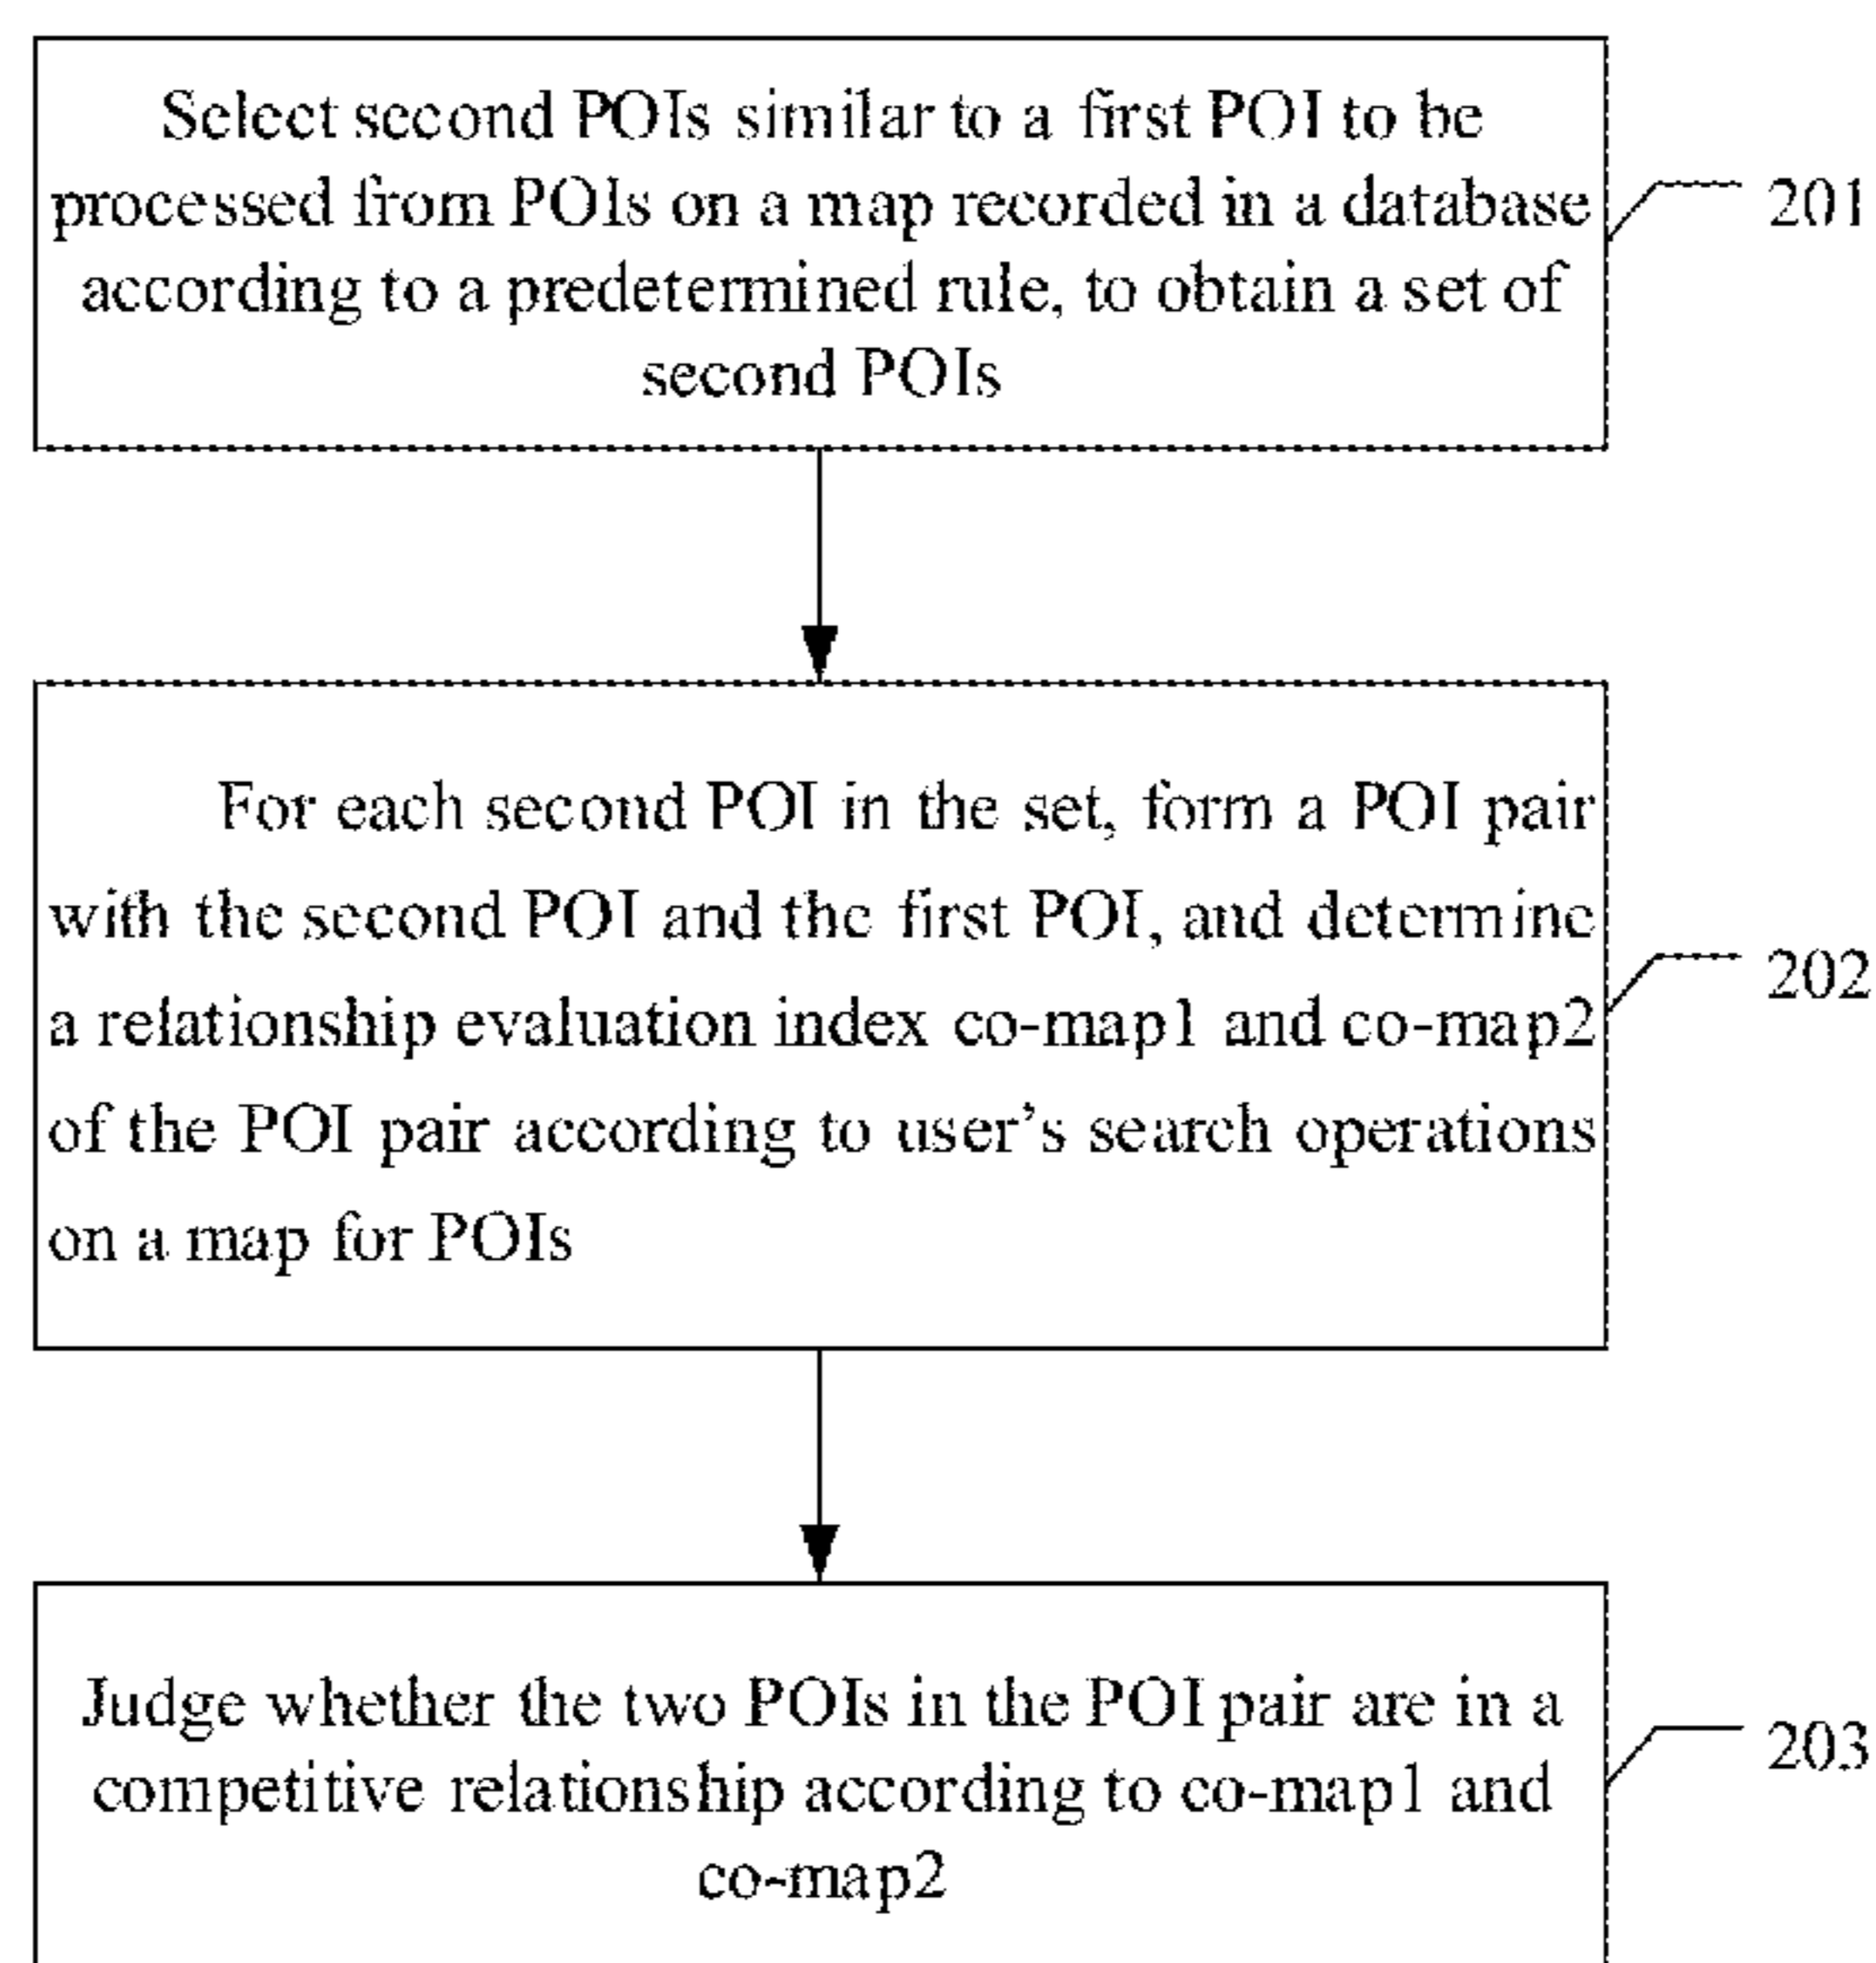 Select second POIs similar to a first POI to be
processed from POIs on a map recorded in a database
according to a predetermined rule, to obtain a set of
second POIs
201
For each second POI in the set, form a POI pair
with the second POI and the first POI, and determine
a relationship evaluation index co-map1 and co-map2
of the POI pair according to user's search operations
on a map for POIs
202
Judge whether the two POIs in the POI pair are in a
competitive relationship according to co-map1 and
co-map2
203